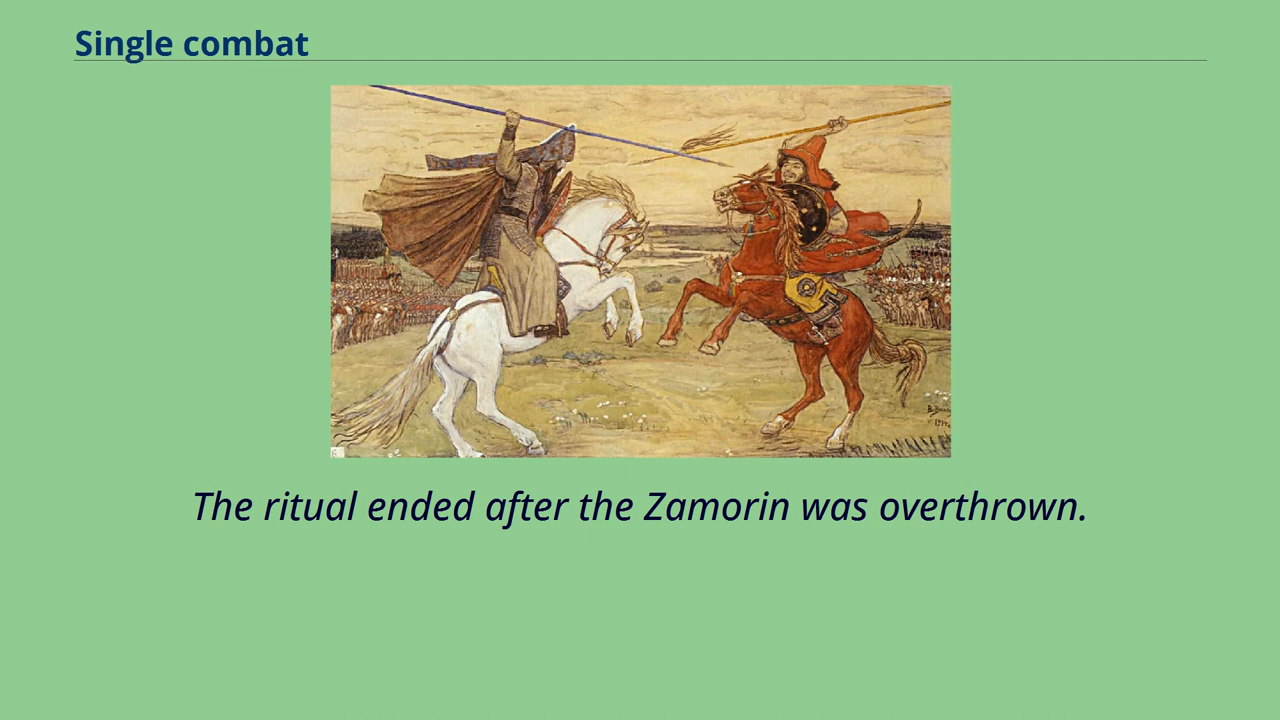 Single combat
The ritual ended after the Zamorin was overthrown.